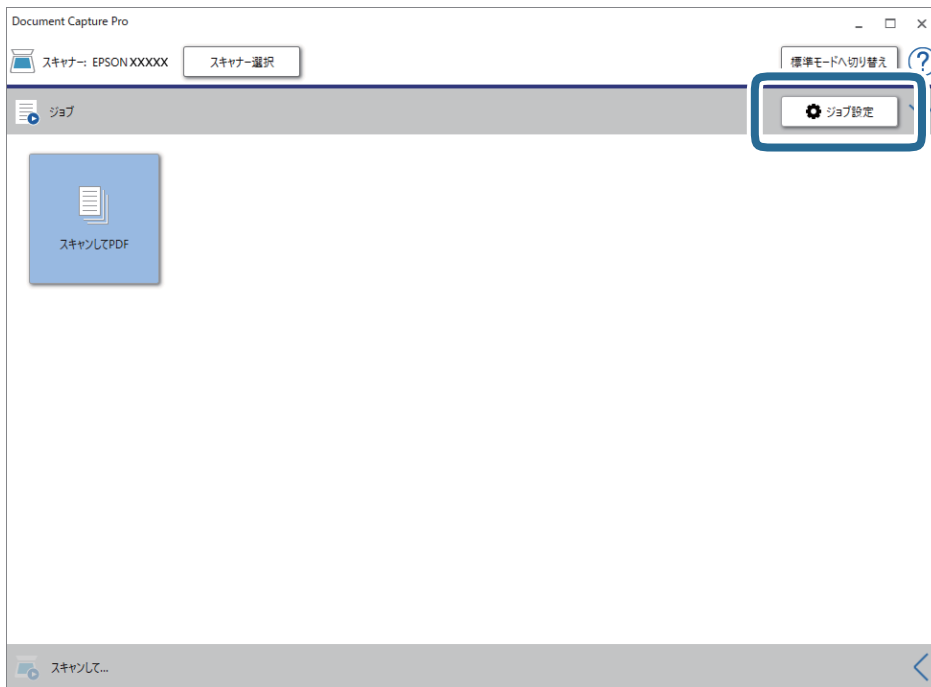 Document Capture Pro
スキャナー: EPSON XXXXX
スキャナー選択
標準モードへ切り替え
?
ジョブ
ジョブ設定
スキャンしてPDF
スキャンして...